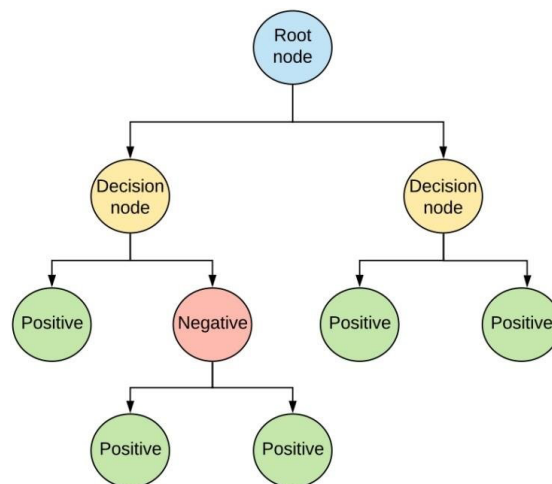 Root
node
Decision
node
Decision
node
Positive
Negative
Positive
Positive
Positive
Positive